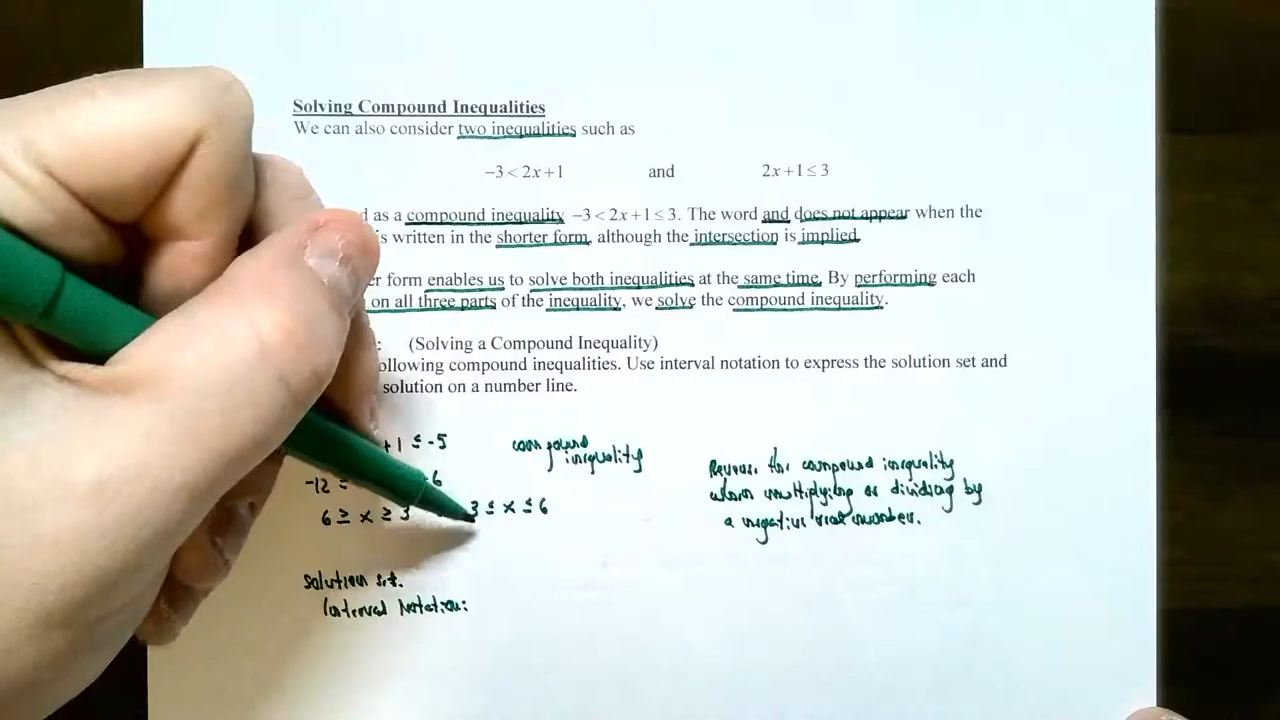 Solving Compound Inequalities
We can also consider two inequalities such as
−3 < 2x + 1 and 2x + 1 ≤ 3
d as a compound inequality −3 < 2x + 1 ≤ 3. The word and does not appear when the
is written in the shorter form, although the intersection is implied.
er form enables us to solve both inequalities at the same time. By performing each
on all three parts of the inequality, we solve the compound inequality.
: (Solving a Compound Inequality)
ollowing compound inequalities. Use interval notation to express the solution set and
solution on a number line.
+1 ≤ -5
compound
inequality
-12 ≤ -6
6 ≥ x ≥ 3 3 ≤ x ≤ 6
Reverse the compound inequality
when multiplying or dividing by
a negative real number.
Solution set.
Interval Notation: